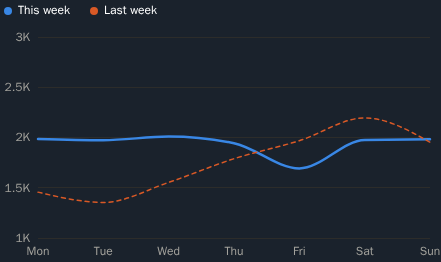 This week Last week
3K
2.5K
2K
1.5K
1K
Mon Tue Wed Thu Fri Sat Sun